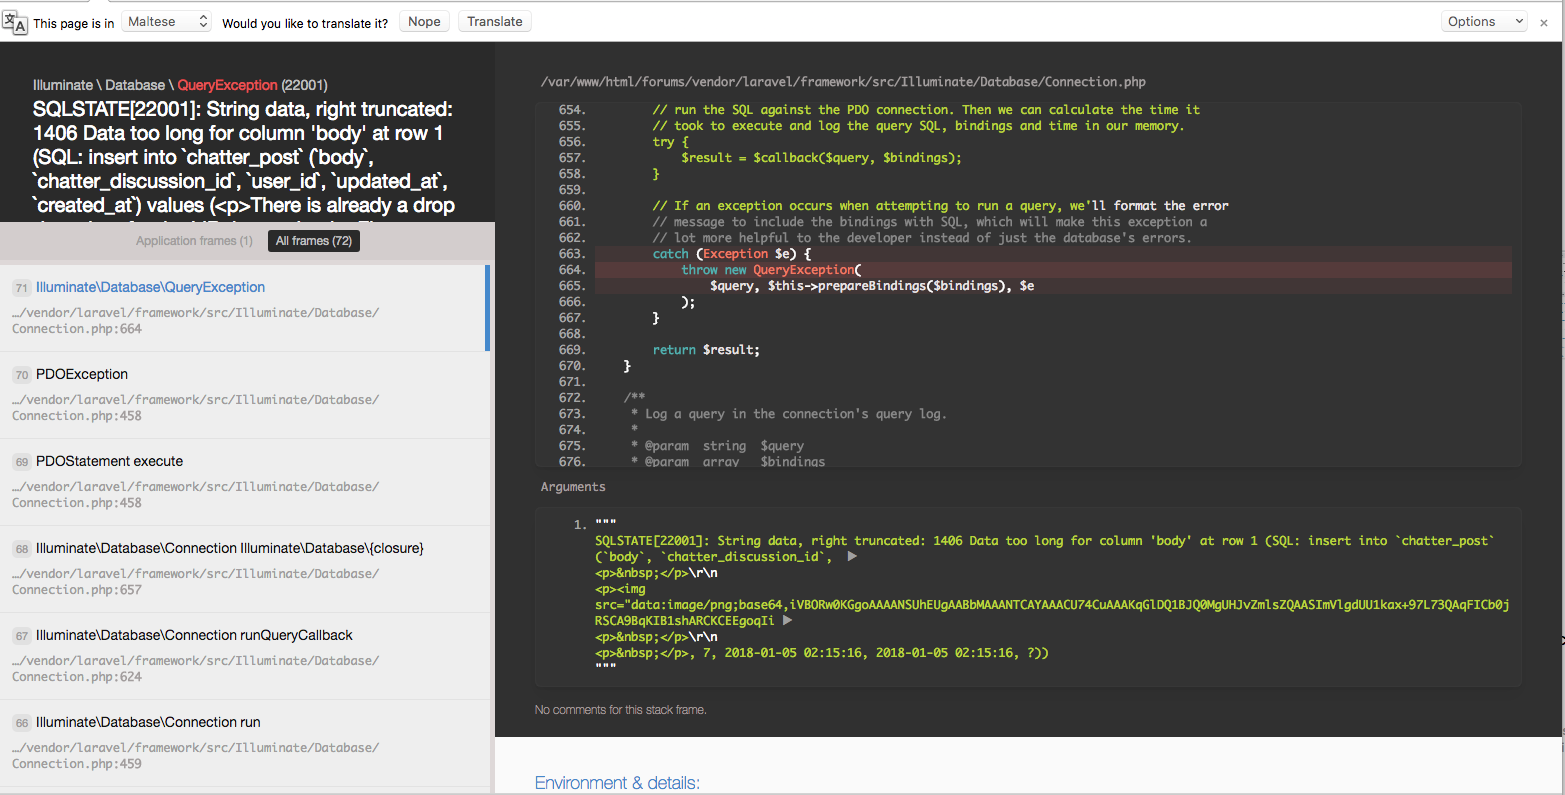 This page is in Maltese Would you like to translate it? Nope Translate Options ×
Illuminate \ Database \ QueryException (22001)
SQLSTATE[22001]: String data, right truncated:
1406 Data too long for column 'body' at row 1
(SQL: insert into `chatter_post` (`body`,
`chatter_discussion_id`, `user_id`, `updated_at`,
`created_at`) values (<p>There is already a drop
Application frames (1) All frames (72)
71 Illuminate\Database\QueryException
…/vendor/laravel/framework/src/Illuminate/Database/
Connection.php:664
70 PDOException
…/vendor/laravel/framework/src/Illuminate/Database/
Connection.php:458
69 PDOStatement execute
…/vendor/laravel/framework/src/Illuminate/Database/
Connection.php:458
68 Illuminate\Database\Connection Illuminate\Database\{closure}
…/vendor/laravel/framework/src/Illuminate/Database/
Connection.php:657
67 Illuminate\Database\Connection runQueryCallback
…/vendor/laravel/framework/src/Illuminate/Database/
Connection.php:624
66 Illuminate\Database\Connection run
…/vendor/laravel/framework/src/Illuminate/Database/
Connection.php:459
/var/www/html/forums/vendor/laravel/framework/src/Illuminate/Database/Connection.php
654. // run the SQL against the PDO connection. Then we can calculate the time it
655. // took to execute and log the query SQL, bindings and time in our memory.
656. try {
657. $result = $callback($query, $bindings);
658. }
659.
660. // If an exception occurs when attempting to run a query, we'll format the error
661. // message to include the bindings with SQL, which will make this exception a
662. // lot more helpful to the developer instead of just the database's errors.
663. catch (Exception $e) {
664. throw new QueryException(
665. $query, $this->prepareBindings($bindings), $e
666. );
667. }
668.
669. return $result;
670. }
671.
672. /**
673. * Log a query in the connection's query log.
674. *
675. * @param string $query
676. * @param array $bindings
Arguments
1. """
SQLSTATE[22001]: String data, right truncated: 1406 Data too long for column 'body' at row 1 (SQL: insert into `chatter_post`
(`body`, `chatter_discussion_id`, ▶
<p>&nbsp;</p>\r\n
<p><img
src="data:image/png;base64,iVBORw0KGgoAAAANSUhEUgAABbMAAANTCAYAAACU74CuAAAKqGlDQ1BJQ0MgUHJvZmlsZQAASImVlgdUU1kax+97L73QAqFICb0j
RSCA9BqKIB1shARCKCEEgoqIi ▶
<p>&nbsp;</p>\r\n
<p>&nbsp;</p>, 7, 2018-01-05 02:15:16, 2018-01-05 02:15:16, ?))
"""
No comments for this stack frame.
Environment & details: